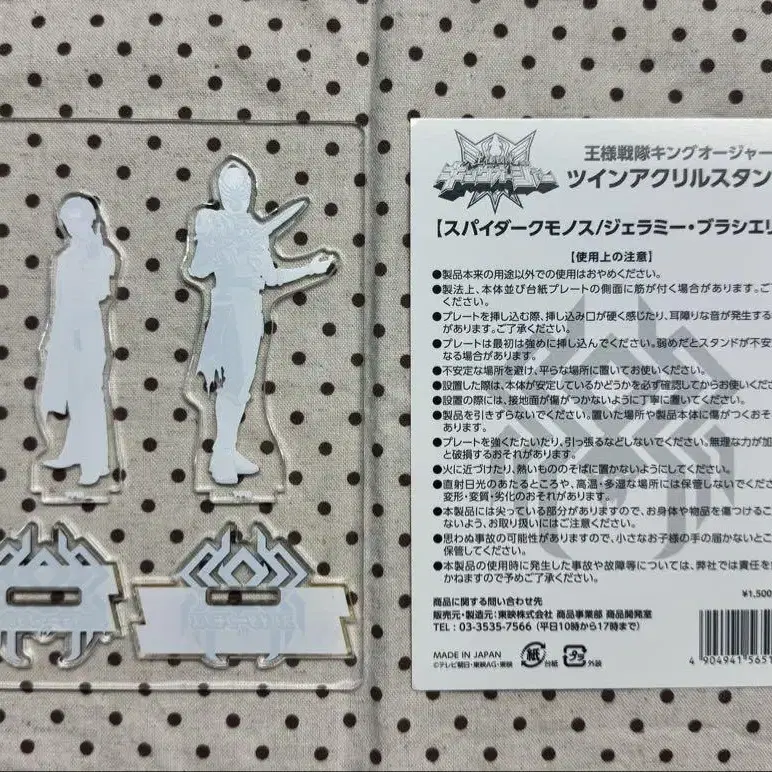 キングオージャー
王様戦隊キングオージャー
ツインアクリルスタン
【スパイダークモノス/ジェラミー・ブラシエリ
【使用上の注意】
●製品本来の用途以外での使用はおやめください。
●製法上、本体並び台紙プレートの側面に筋が付く場合があります。ご
ください。
●プレートを挿し込む際、挿し込み口が硬く感じたり、耳障りな音が発生する
があります。ご了承ください。
●プレートは最初は強めに挿し込んでください。弱めだとスタンドが不安
なる場合があります。
●不安定な場所を避け、平らな場所に置いてお使いください。
●設置した際は、本体が安定しているかどうかを必ず確認してからお使いくださ
●設置の際には、接地面が傷がつかないように丁寧に置いてください。
●製品を引きずらないでください。置いた場所や製品本体に傷がつくおそ
あります。
●プレートを強くたたいたり、引っ張るなどしないでください。無理な力が加
と破損するおそれがあります。
●火に近づけたり、熱いもののそばに置かないようにしてください。
●直射日光のあたるところや、高温・多湿な場所には保管しないでくださ
変形・変質・劣化のおそれがあります。
●本製品には尖っている部分がありますので、お身体や物品を傷つけるこ
ないよう、お取り扱いにはご注意ください。
●思わぬ事故の可能性がありますので、小さなお子様の手の届かないとこ
保管してください。
●本製品の使用時に発生した事故や故障等については、弊社では責任を
かねますので予めご了承ください。
¥1,500
商品に関する問い合わせ先
販売元・製造元:東映株式会社 商品事業部 商品開発室
TEL : 03-3535-7566 (平日10時から17時まで)
MADE IN JAPAN
紙 台紙 プラ 外装
©テレビ朝日・東映AG・東映
4 904941 5651